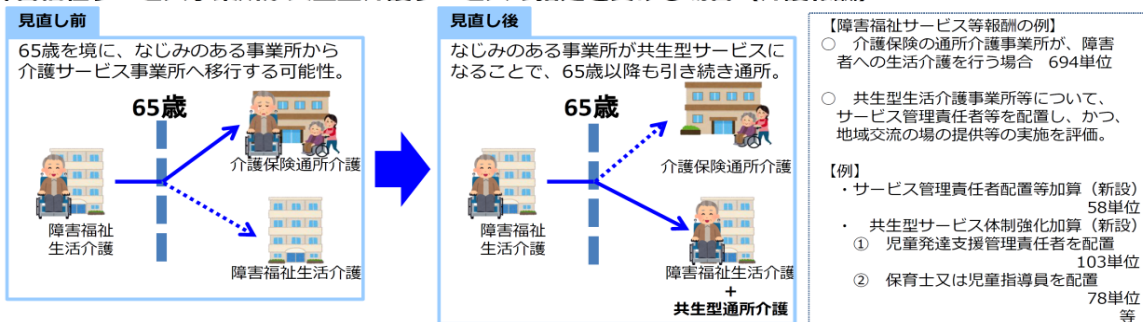 見直し前
65歳を境に、なじみのある事業所から
介護サービス事業所へ移行する可能性。
65歳
介護保険通所介護
障害福祉
生活介護
障害福祉生活介護
見直し後
なじみのある事業所が共生型サービスに
なることで、65歳以降も引き続き通所。
65歳
介護保険通所介護
障害福祉
生活介護
障害福祉生活介護
+
共生型通所介護
【障害福祉サービス等報酬の例】
○ 介護保険の通所介護事業所が、障害
者への生活介護を行う場合 694単位
○ 共生型生活介護事業所等について、
サービス管理責任者等を配置し、かつ、
地域交流の場の提供等の実施を評価。
【例】
・サービス管理責任者配置等加算(新設)
58単位
・ 共生型サービス体制強化加算(新設)
① 児童発達支援管理責任者を配置
103単位
② 保育士又は児童指導員を配置
78単位
等